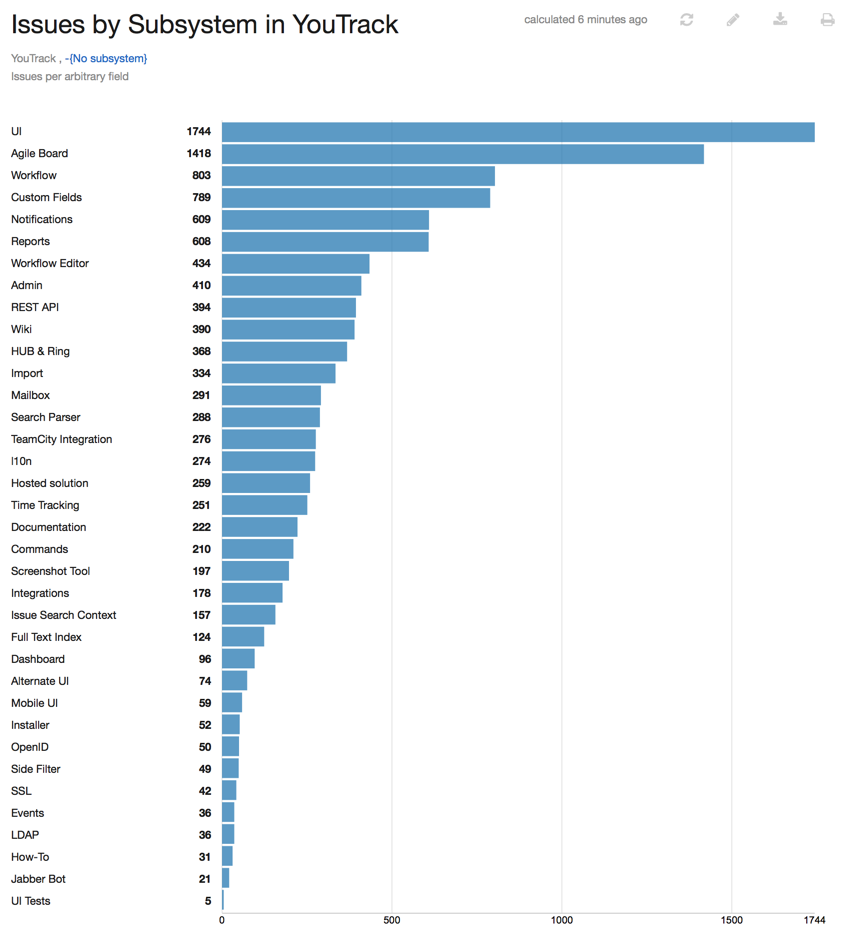 Issues by Subsystem in YouTrack
calculated 6 minutes ago
YouTrack , -{No subsystem}
Issues per arbitrary field
UI 1744
Agile Board 1418
Workflow 803
Custom Fields 789
Notifications 609
Reports 608
Workflow Editor 434
Admin 410
REST API 394
Wiki 390
HUB & Ring 368
Import 334
Mailbox 291
Search Parser 288
TeamCity Integration 276
l10n 274
Hosted solution 259
Time Tracking 251
Documentation 222
Commands 210
Screenshot Tool 197
Integrations 178
Issue Search Context 157
Full Text Index 124
Dashboard 96
Alternate UI 74
Mobile UI 59
Installer 52
OpenID 50
Side Filter 49
SSL 42
Events 36
LDAP 36
How-To 31
Jabber Bot 21
UI Tests 5
0 500 1000 1500 1744